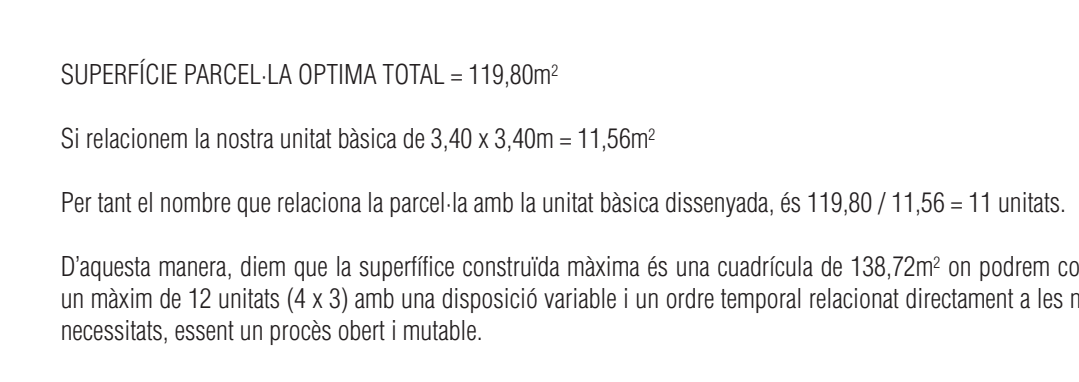 SUPERFÍCIE PARCEL·LA OPTIMA TOTAL = 119,80m²
Si relacionem la nostra unitat bàsica de 3,40 x 3,40m = 11,56m²
Per tant el nombre que relaciona la parcel·la amb la unitat bàsica dissenyada, és 119,80 / 11,56 = 11 unitats.
D’aquesta manera, diem que la superfífice construïda màxima és una cuadrícula de 138,72m² on podrem co
un màxim de 12 unitats (4 x 3) amb una disposició variable i un ordre temporal relacionat directament a les n
necessitats, essent un procès obert i mutable.